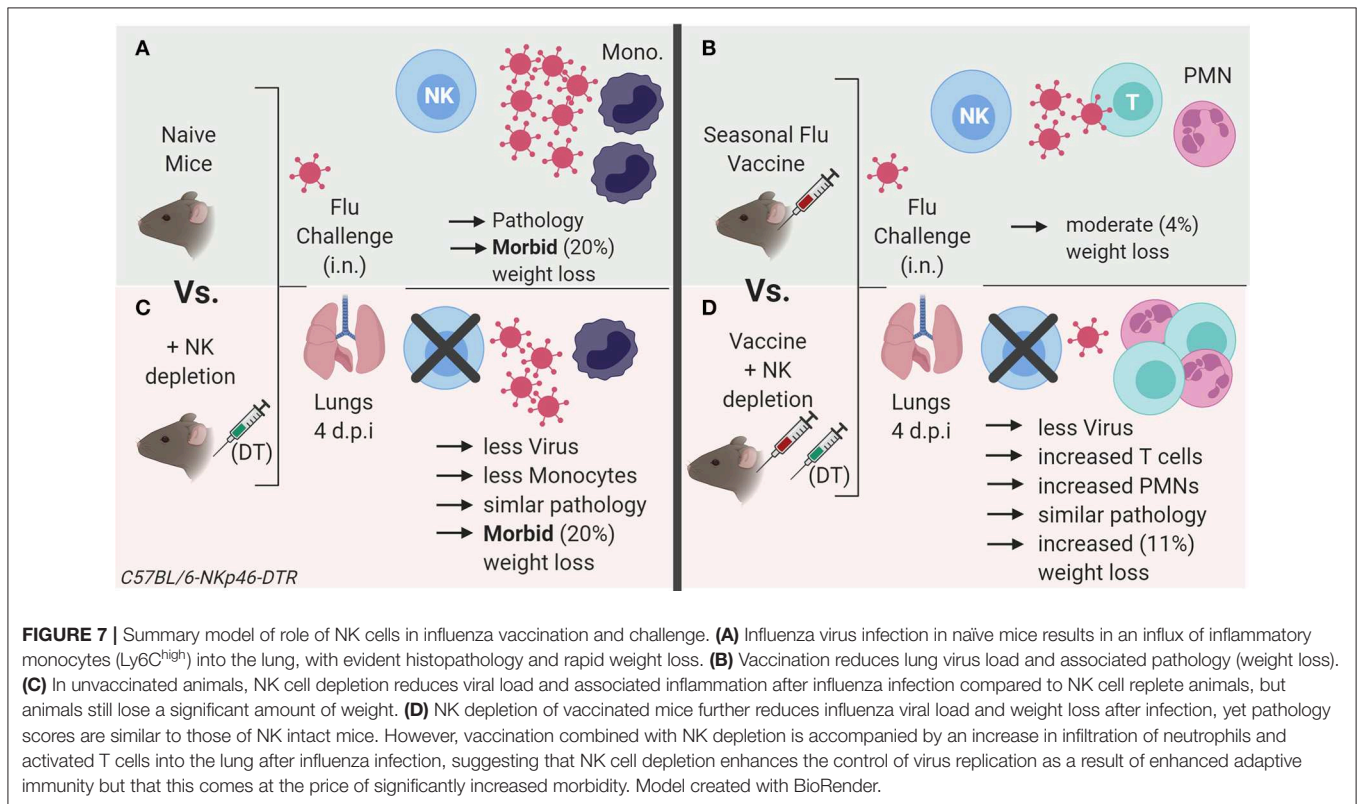 A
Mono.
NK
Naive
Mice
Flu
Challenge
(i.n.)
Pathology
Morbid (20%)
weight loss
B
PMN
T
NK
Seasonal Flu
Vaccine
Flu
Challenge
(i.n.)
moderate (4%)
weight loss
Vs.
C
+ NK
depletion
(DT)
Lungs
4 d.p.i
less Virus
less Monocytes
simlar pathology
Morbid (20%)
weight loss
C57BL/6-NKp46-DTR
Vs.
D
Vaccine
+ NK
depletion
(DT)
Lungs
4 d.p.i
less Virus
increased T cells
increased PMNs
similar pathology
increased (11%)
weight loss
FIGURE 7 | Summary model of role of NK cells in influenza vaccination and challenge. (A) Influenza virus infection in naïve mice results in an influx of inflammatory
monocytes (Ly6Chigh) into the lung, with evident histopathology and rapid weight loss. (B) Vaccination reduces lung virus load and associated pathology (weight loss).
(C) In unvaccinated animals, NK cell depletion reduces viral load and associated inflammation after influenza infection compared to NK cell replete animals, but
animals still lose a significant amount of weight. (D) NK depletion of vaccinated mice further reduces influenza viral load and weight loss after infection, yet pathology
scores are similar to those of NK intact mice. However, vaccination combined with NK depletion is accompanied by an increase in infiltration of neutrophils and
activated T cells into the lung after influenza infection, suggesting that NK cell depletion enhances the control of virus replication as a result of enhanced adaptive
immunity but that this comes at the price of significantly increased morbidity. Model created with BioRender.